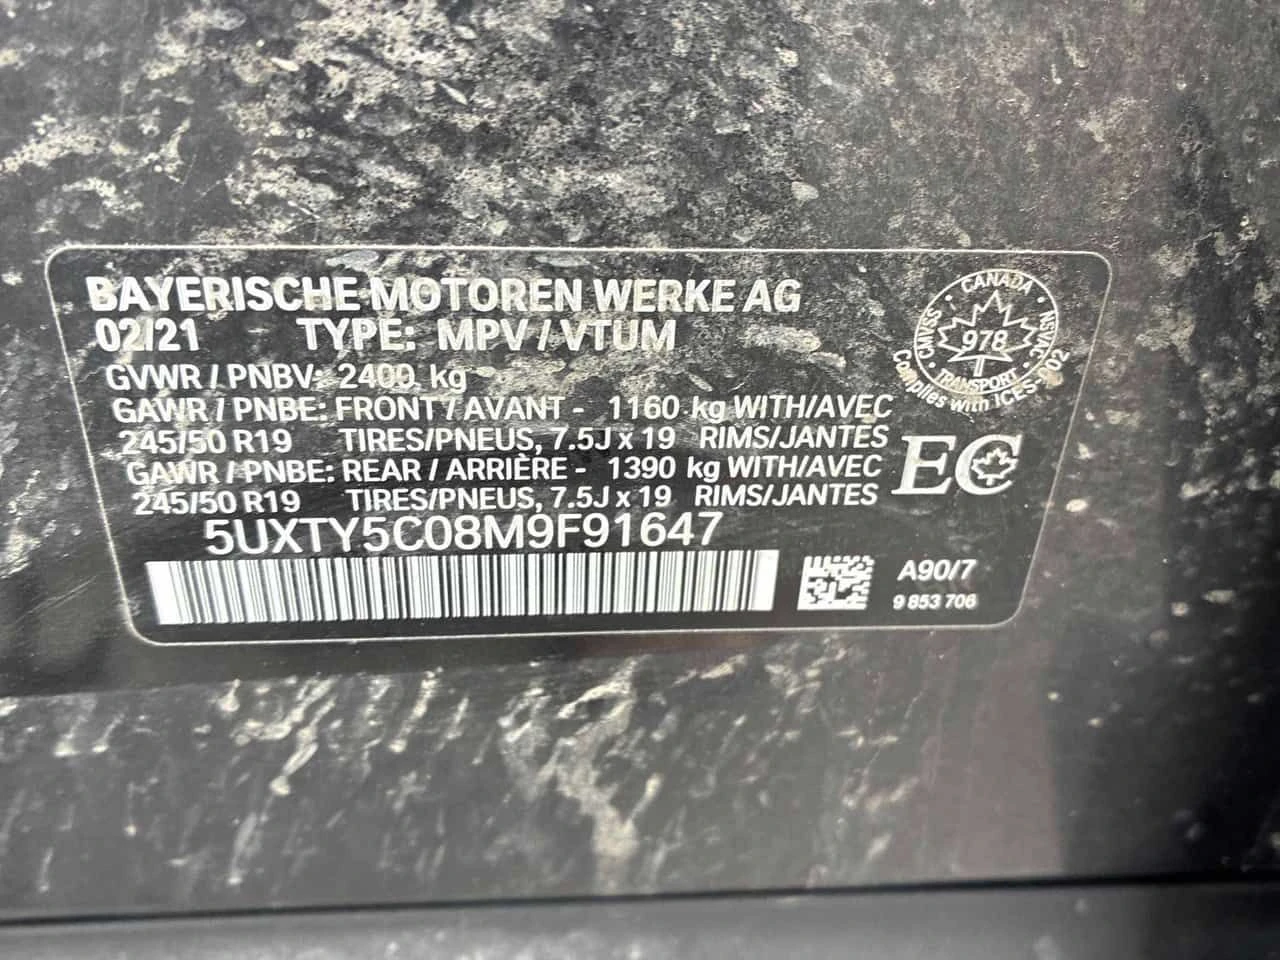 BAYERISCHE MOTOREN WERKE AG
02/21 TYPE: MPV / VTUM
GVWR / PNBV: 2400 kg
GAWR / PNBE: FRONT / AVANT - 1160 kg WITH/AVEC
245/50 R19 TIRES/PNEUS, 7.5J x 19 RIMS/JANTES
GAWR / PNBE: REAR / ARRIÈRE - 1390 kg WITH/AVEC
245/50 R19 TIRES/PNEUS, 7.5J x 19 RIMS/JANTES
5UXTY5C08M9F91647
CANADA
CMVSS NSVAC
978
TRANSPORT
Complies with ICES-002
EC
A90/7
9 853 706